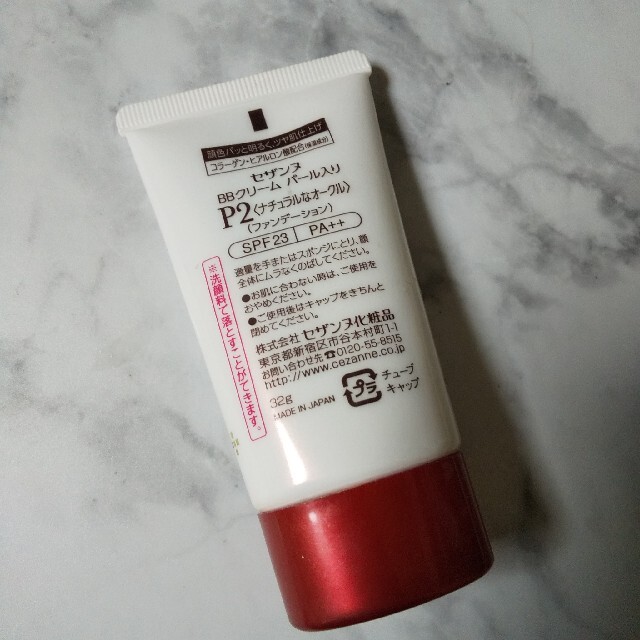 顔色パッと明るく、ツヤ肌仕上げ
コラーゲン・ヒアルロン酸配合(保湿成分)
セザンヌ
BBクリーム パール入り
P2〈ナチュラルなオークル〉
(ファンデーション)
SPF23 PA++
適量を手またはスポンジにとり、顔
全体にムラなくのばしてください。
●お肌に合わない時は、ご使用を
おやめください。
●ご使用後はキャップをきちんと
閉めてください。
※洗顔料で落とすことができます。
株式会社 セザンヌ化粧品
東京都新宿区市谷本村町1-1
お問い合わせ先☎0120-55-8515
http://www.cezanne.co.jp
32g
MADE IN JAPAN
プラ
チューブ
キャップ